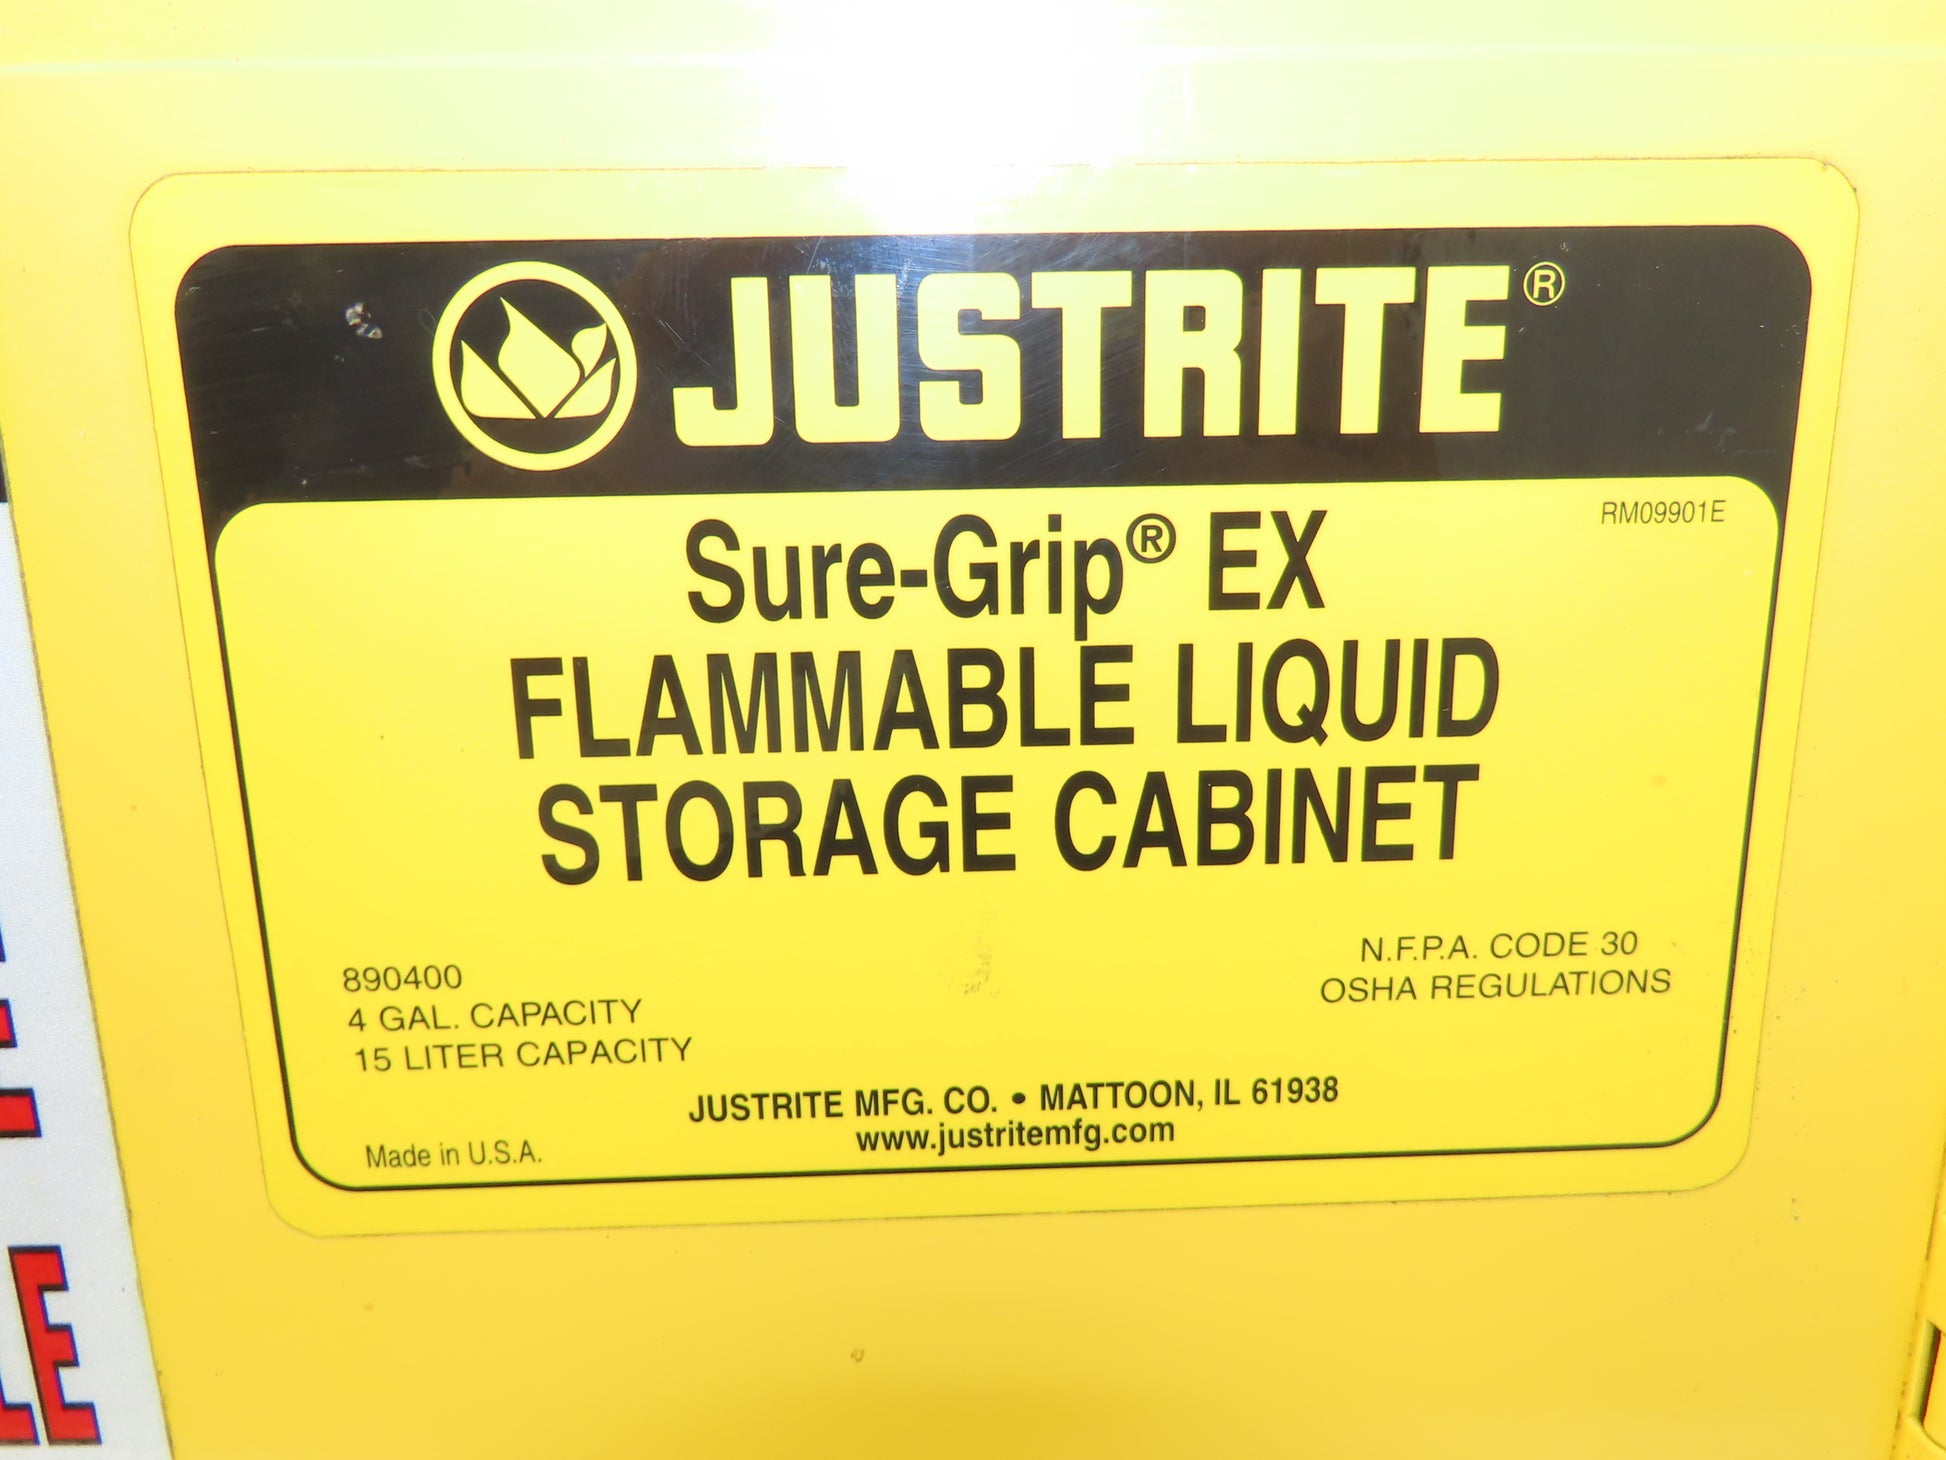 JUSTRITE®
RM09901E
Sure-Grip® EX
FLAMMABLE LIQUID
STORAGE CABINET
890400
4 GAL. CAPACITY
15 LITER CAPACITY
N.F.P.A. CODE 30
OSHA REGULATIONS
JUSTRITE MFG. CO. • MATTOON, IL 61938
www.justritemfg.com
Made in U.S.A.